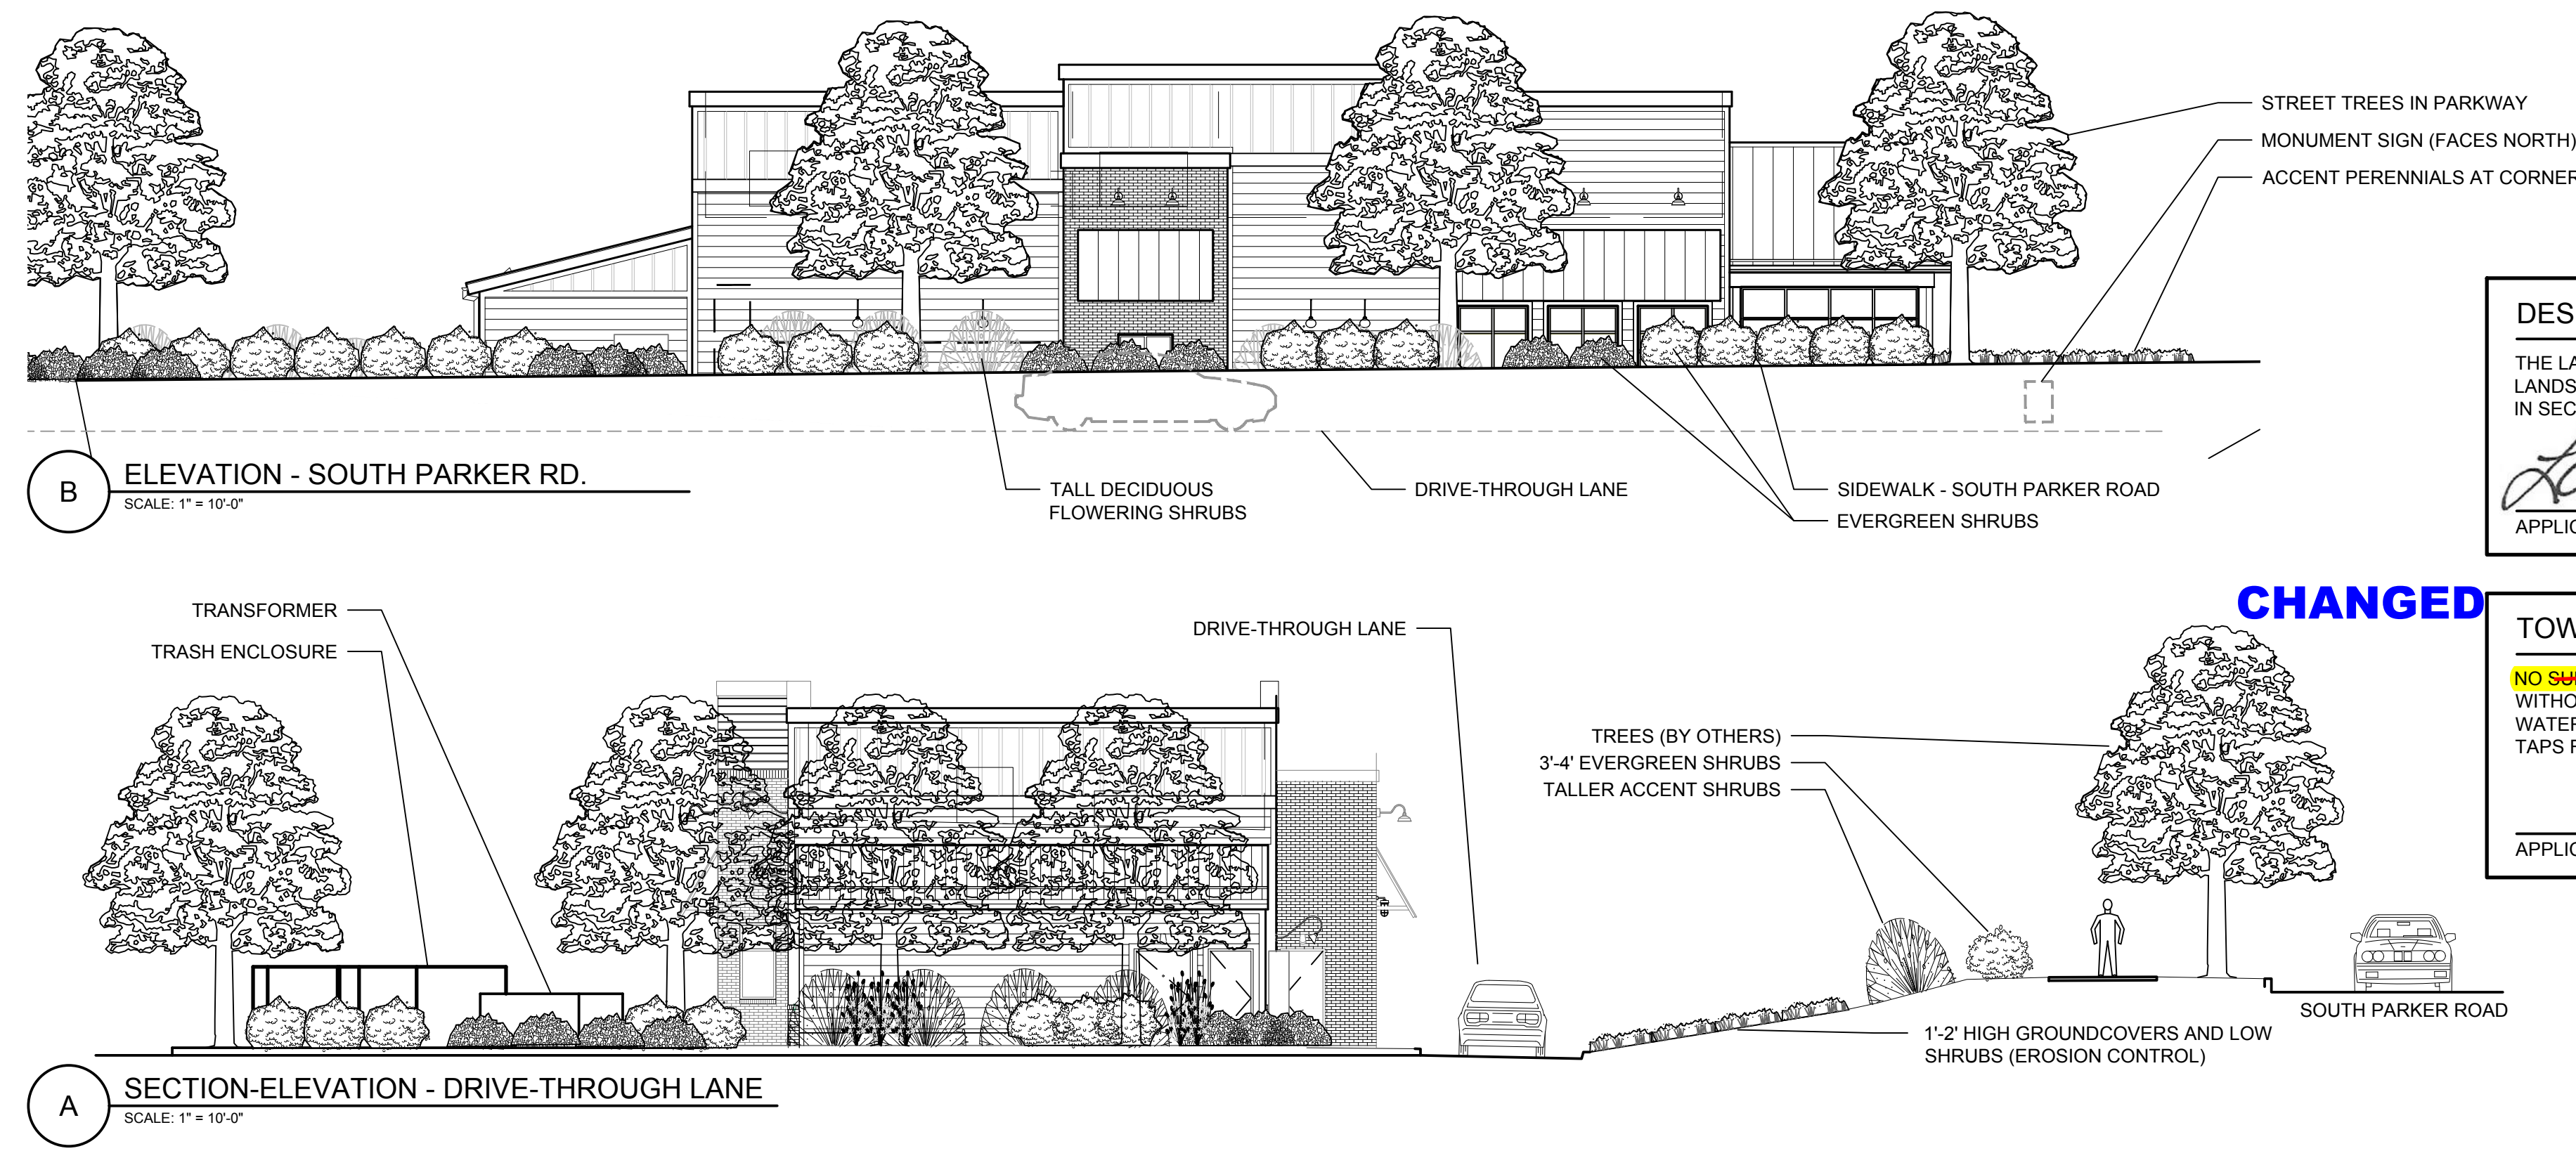 STREET TREES IN PARKWAY
MONUMENT SIGN (FACES NORTH)
ACCENT PERENNIALS AT CORNER
B
ELEVATION - SOUTH PARKER RD.
SCALE: 1" = 10'-0"
TALL DECIDUOUS
FLOWERING SHRUBS
DRIVE-THROUGH LANE
SIDEWALK - SOUTH PARKER ROAD
EVERGREEN SHRUBS
DES
THE LA
LANDS
IN SEC
APPLIC
CHANGED
TOW
NO SU
WITHO
WATER
TAPS F
APPLIC
TRANSFORMER
TRASH ENCLOSURE
DRIVE-THROUGH LANE
TREES (BY OTHERS)
3'-4' EVERGREEN SHRUBS
TALLER ACCENT SHRUBS
SOUTH PARKER ROAD
1'-2' HIGH GROUNDCOVERS AND LOW
SHRUBS (EROSION CONTROL)
A
SECTION-ELEVATION - DRIVE-THROUGH LANE
SCALE: 1" = 10'-0"